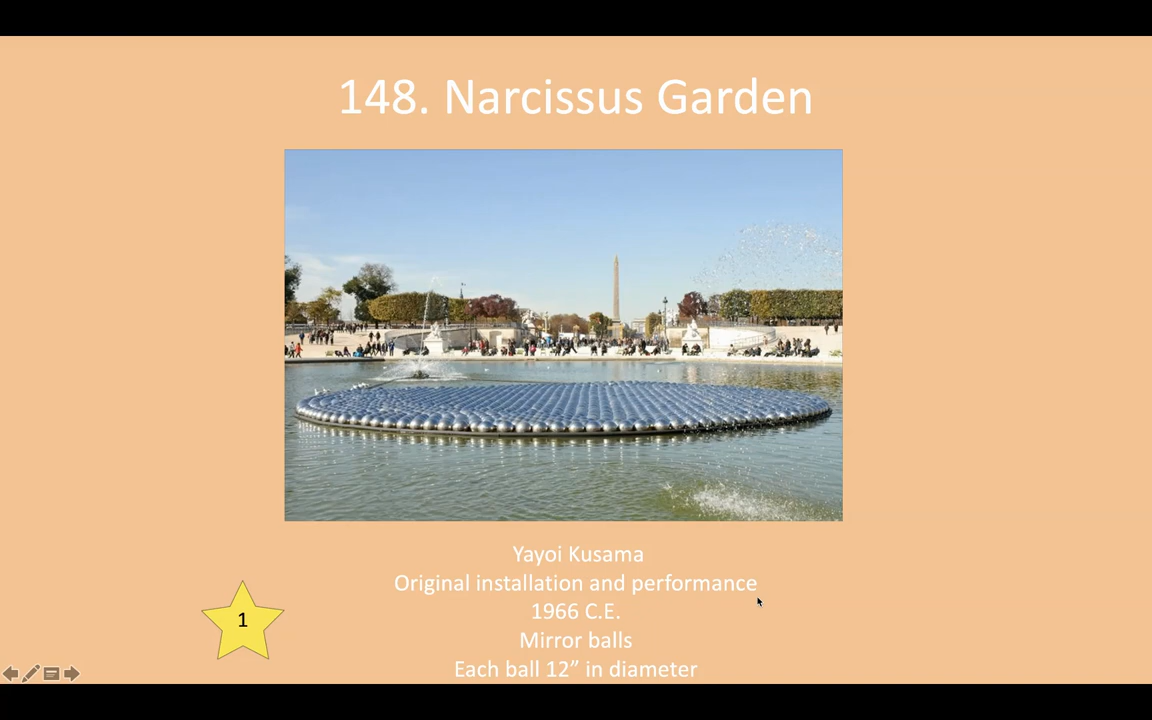 148. Narcissus Garden
Yayoi Kusama
Original installation and performance
1966 C.E.
Mirror balls
Each ball 12” in diameter
1